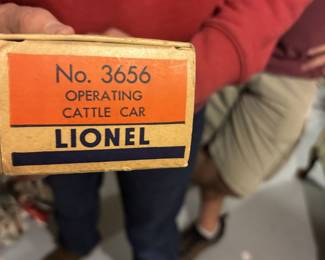 No. 3656
OPERATING
CATTLE CAR
LIONEL